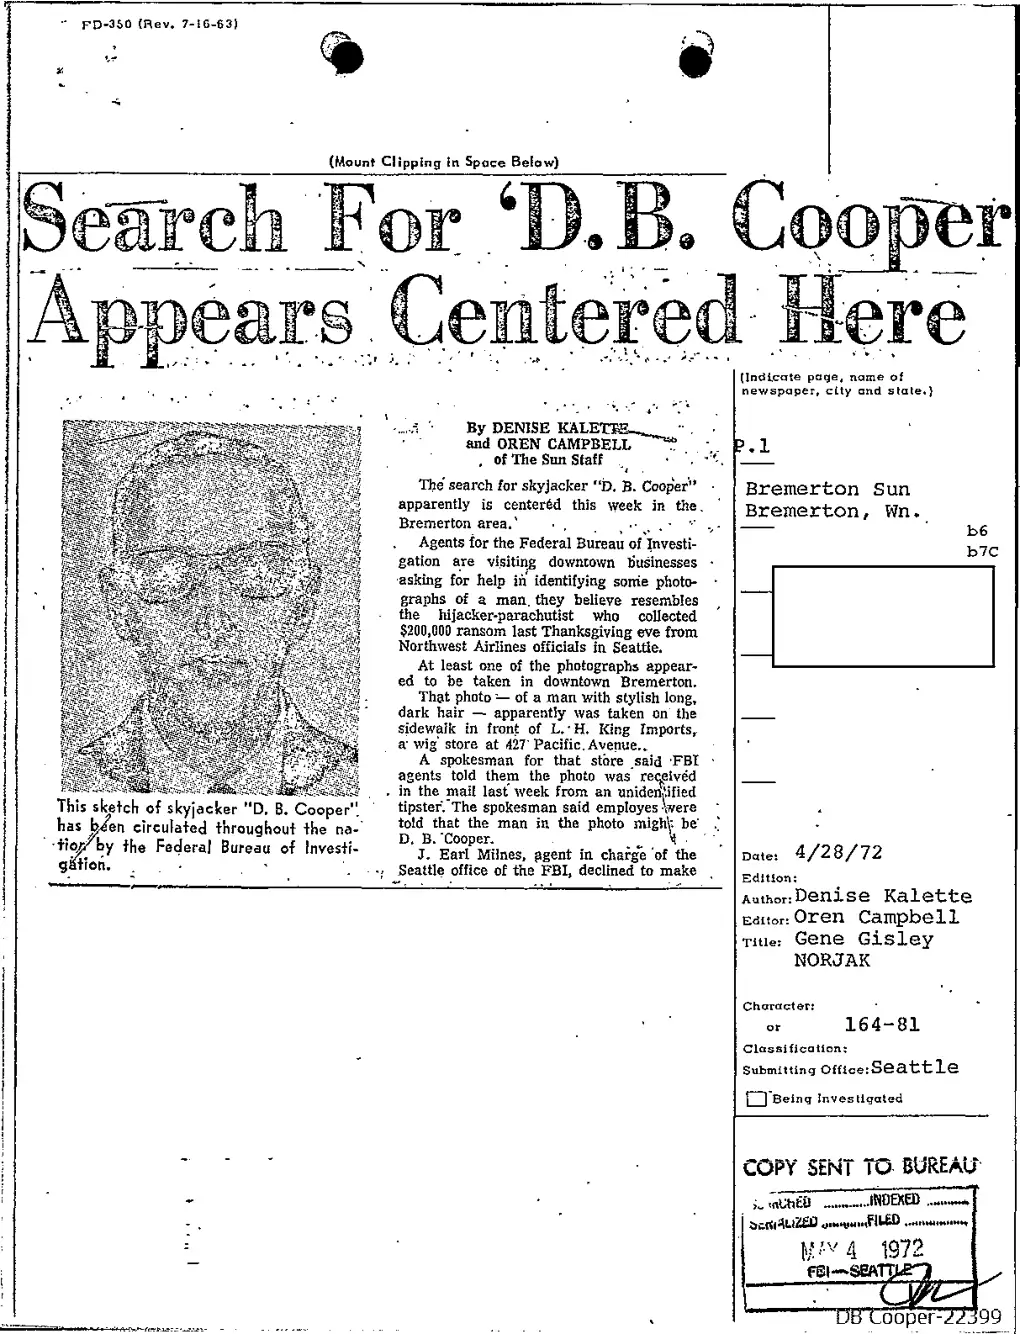 FD-350 (Rev. 7-16-63)
(Mount Clipping in Space Below)
Search For 'D.B. Cooper
Appears Centered Here
(Indicate page, name of
newspaper, city and state.)
By DENISE KALETTE
and OREN CAMPBELL
of The Sun Staff
The search for skyjacker "D. B. Cooper"
apparently is centered this week in the
Bremerton area.
Agents for the Federal Bureau of Investi-
gation are visiting downtown businesses
asking for help in identifying some photo-
graphs of a man they believe resembles
the hijacker-parachutist who collected
$200,000 ransom last Thanksgiving eve from
Northwest Airlines officials in Seattle.
At least one of the photographs appear-
ed to be taken in downtown Bremerton.
That photo — of a man with stylish long,
dark hair — apparently was taken on the
sidewalk in front of L. H. King Imports,
a wig store at 427 Pacific Avenue.
A spokesman for that store said FBI
agents told them the photo was received
in the mail last week from an unidentified
tipster. The spokesman said employes were
told that the man in the photo might be
D. B. Cooper.
J. Earl Milnes, agent in charge of the
Seattle office of the FBI, declined to make
This sketch of skyjacker "D. B. Cooper"
has been circulated throughout the na-
tion by the Federal Bureau of Investi-
gation.
P.1
Bremerton Sun
Bremerton, Wn.
b6
b7C
Date: 4/28/72
Edition:
Author: Denise Kalette
Editor: Oren Campbell
Title: Gene Gisley
NORJAK
Character:
or 164-81
Classification:
Submitting Office: Seattle
Being Investigated
COPY SENT TO BUREAU
INDEXED
SERIALIZED FILED
MAY 4 1972
FBI—SEATTLE
DB Cooper-22399